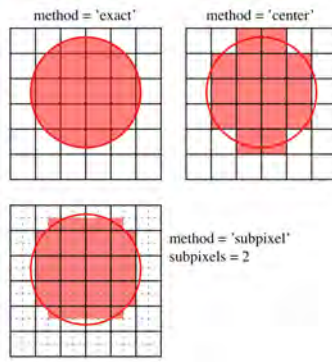 method = 'exact'
method = 'center'
method = 'subpixel'
subpixels = 2